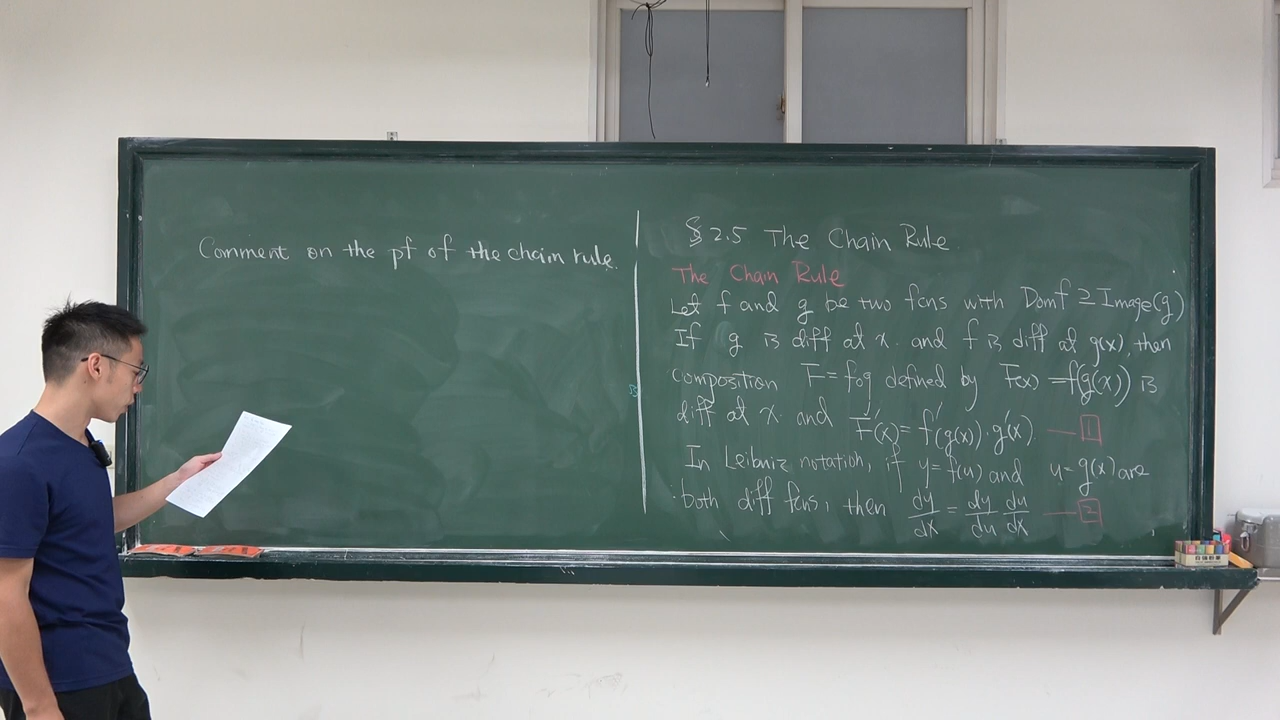 Comment on the pf of the chain rule.
§ 2.5 The Chain Rule
The Chain Rule
Let f and g be two fcns with Domf ⊇ Image(g)
If g is diff at x. and f is diff at g(x), then
composition F = fog defined by F(x) = f(g(x)) is
diff at x. and F'(x) = f'(g(x))·g'(x). — 1
In Leibniz notation, if y = f(u) and u = g(x) are
both diff fcns, then dy/dx = dy/du du/dx — 2